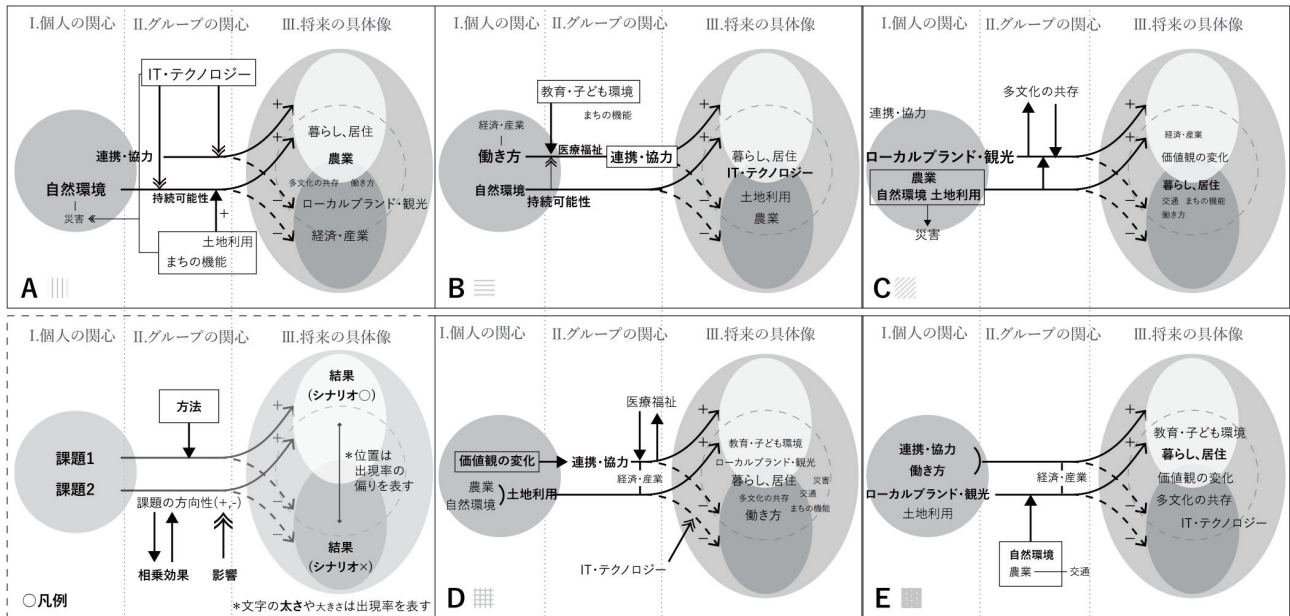 I.個人の関心 II.グループの関心 III.将来の具体像
IT・テクノロジー
連携・協力
自然環境
災害
持続可能性
+
土地利用
まちの機能
+
+
−
−
暮らし、居住
農業
多文化の共存 働き方
ローカルブランド・観光
経済・産業
A
I.個人の関心 II.グループの関心 III.将来の具体像
教育・子ども環境
まちの機能
経済・産業
働き方
医療福祉
連携・協力
自然環境
持続可能性
+
+
−
−
暮らし、居住
IT・テクノロジー
土地利用
農業
B
I.個人の関心 II.グループの関心 III.将来の具体像
連携・協力
多文化の共存
ローカルブランド・観光
農業
自然環境 土地利用
災害
+
+
−
−
経済・産業
価値観の変化
暮らし、居住
交通 まちの機能
働き方
C
I.個人の関心 II.グループの関心 III.将来の具体像
方法
課題1
課題2
課題の方向性(+,-)
相乗効果 影響
+
+
−
−
結果
(シナリオ○)
*位置は
出現率の
偏りを表す
結果
(シナリオ×)
○凡例
*文字の太さや大きさは出現率を表す
I.個人の関心 II.グループの関心 III.将来の具体像
医療福祉
価値観の変化
連携・協力
経済・産業
農業
自然環境
土地利用
IT・テクノロジー
+
+
−
−
教育・子ども環境
ローカルブランド・観光
暮らし、居住
災害
交通
多文化の共存
まちの機能
働き方
D
I.個人の関心 II.グループの関心 III.将来の具体像
連携・協力
働き方
ローカルブランド・観光
土地利用
経済・産業
自然環境
農業
交通
+
+
−
−
教育・子ども環境
暮らし、居住
価値観の変化
多文化の共存
IT・テクノロジー
E